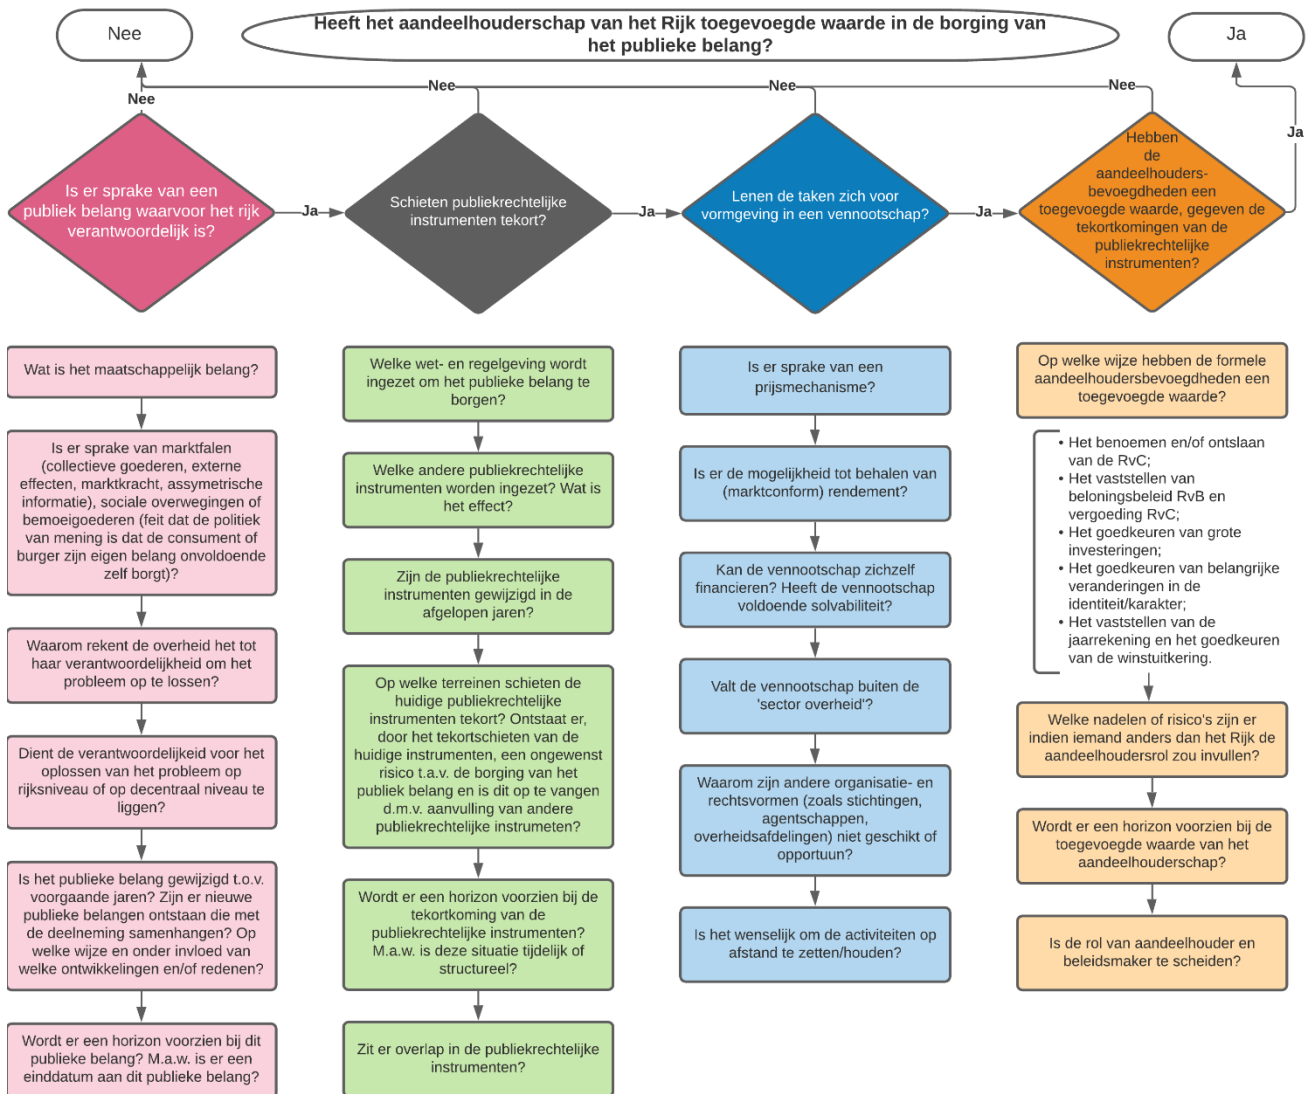 Nee
Heeft het aandeelhouderschap van het Rijk toegevoegde waarde in de borging van
het publieke belang?
Ja
Nee
Nee
Nee
Nee
Ja
Is er sprake van een
publiek belang waarvoor het rijk
verantwoordelijk is?
Ja
Schieten publiekrechtelijke
instrumenten tekort?
Ja
Lenen de taken zich voor
vormgeving in een vennootschap?
Ja
Hebben
de
aandeelhouders-
bevoegdheden een
toegevoegde waarde, gegeven de
tekortkomingen van de
publiekrechtelijke
instrumenten?
Wat is het maatschappelijk belang?
Is er sprake van marktfalen
(collectieve goederen, externe
effecten, marktkracht, assymetrische
informatie), sociale overwegingen of
bemoeigoederen (feit dat de politiek
van mening is dat de consument of
burger zijn eigen belang onvoldoende
zelf borgt)?
Waarom rekent de overheid het tot
haar verantwoordelijkheid om het
probleem op te lossen?
Dient de verantwoordelijkeid voor het
oplossen van het probleem op
rijksniveau of op decentraal niveau te
liggen?
Is het publieke belang gewijzigd t.o.v.
voorgaande jaren? Zijn er nieuwe
publieke belangen ontstaan die met
de deelneming samenhangen? Op
welke wijze en onder invloed van
welke ontwikkelingen en/of redenen?
Wordt er een horizon voorzien bij dit
publieke belang? M.a.w. is er een
einddatum aan dit publieke belang?
Welke wet- en regelgeving wordt
ingezet om het publieke belang te
borgen?
Welke andere publiekrechtelijke
instrumenten worden ingezet? Wat is
het effect?
Zijn de publiekrechtelijke
instrumenten gewijzigd in de
afgelopen jaren?
Op welke terreinen schieten de
huidige publiekrechtelijke
instrumenten tekort? Ontstaat er,
door het tekortschieten van de
huidige instrumenten, een ongewenst
risico t.a.v. de borging van het
publiek belang en is dit op te vangen
d.m.v. aanvulling van andere
publiekrechtelijke instrumeten?
Wordt er een horizon voorzien bij de
tekortkoming van de
publiekrechtelijke instrumenten?
M.a.w. is deze situatie tijdelijk of
structureel?
Zit er overlap in de publiekrechtelijke
instrumenten?
Is er sprake van een
prijsmechanisme?
Is er de mogelijkheid tot behalen van
(marktconform) rendement?
Kan de vennootschap zichzelf
financieren? Heeft de vennootschap
voldoende solvabiliteit?
Valt de vennootschap buiten de
'sector overheid'?
Waarom zijn andere organisatie- en
rechtsvormen (zoals stichtingen,
agentschappen,
overheidsafdelingen) niet geschikt of
opportuun?
Is het wenselijk om de activiteiten op
afstand te zetten/houden?
Op welke wijze hebben de formele
aandeelhoudersbevoegdheden een
toegevoegde waarde?
• Het benoemen en/of ontslaan
van de RvC;
• Het vaststellen van
beloningsbeleid RvB en
vergoeding RvC;
• Het goedkeuren van grote
investeringen;
• Het goedkeuren van belangrijke
veranderingen in de
identiteit/karakter;
• Het vaststellen van de
jaarrekening en het goedkeuren
van de winstuitkering.
Welke nadelen of risico's zijn er
indien iemand anders dan het Rijk de
aandeelhoudersrol zou invullen?
Wordt er een horizon voorzien bij de
toegevoegde waarde van het
aandeelhouderschap?
Is de rol van aandeelhouder en
beleidsmaker te scheiden?